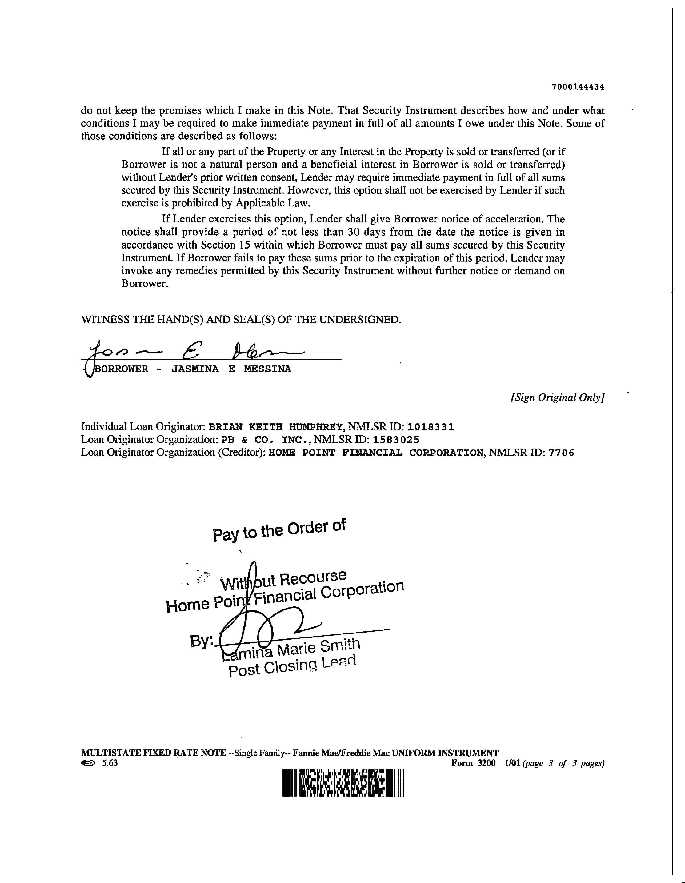 7000144434
do not keep the promises which I make in this Note. That Security Instrument describes how and under what
conditions I may be required to make immediate payment in full of all amounts I owe under this Note. Some of
those conditions are described as follows:
If all or any part of the Property or any Interest in the Property is sold or transferred (or if
Borrower is not a natural person and a beneficial interest in Borrower is sold or transferred)
without Lender's prior written consent, Lender may require immediate payment in full of all sums
secured by this Security Instrument. However, this option shall not be exercised by Lender if such
exercise is prohibited by Applicable Law.
If Lender exercises this option, Lender shall give Borrower notice of acceleration. The
notice shall provide a period of not less than 30 days from the date the notice is given in
accordance with Section 15 within which Borrower must pay all sums secured by this Security
Instrument. If Borrower fails to pay these sums prior to the expiration of this period, Lender may
invoke any remedies permitted by this Security Instrument without further notice or demand on
Borrower.
WITNESS THE HAND(S) AND SEAL(S) OF THE UNDERSIGNED.
BORROWER - JASMINA E MESSINA
[Sign Original Only]
Individual Loan Originator: BRIAN KEITH HUMPHREY, NMLSR ID: 1018331
Loan Originator Organization: PB & CO. INC., NMLSR ID: 1583025
Loan Originator Organization (Creditor): HOME POINT FINANCIAL CORPORATION, NMLSR ID: 7706
Pay to the Order of
Without Recourse
Home Point Financial Corporation
By:
Lamina Marie Smith
Post Closing Lead
MULTISTATE FIXED RATE NOTE --Single Family-- Fannie Mae/Freddie Mac UNIFORM INSTRUMENT
5.63 Form 3200 1/01 (page 3 of 3 pages)